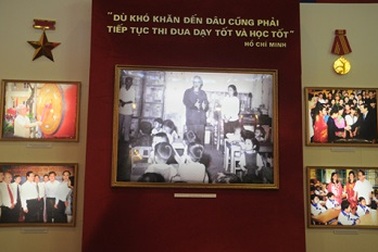 "DÙ KHÓ KHĂN ĐẾN ĐÂU CŨNG PHẢI
TIẾP TỤC THI ĐUA DẠY TỐT VÀ HỌC TỐT"
HỒ CHÍ MINH